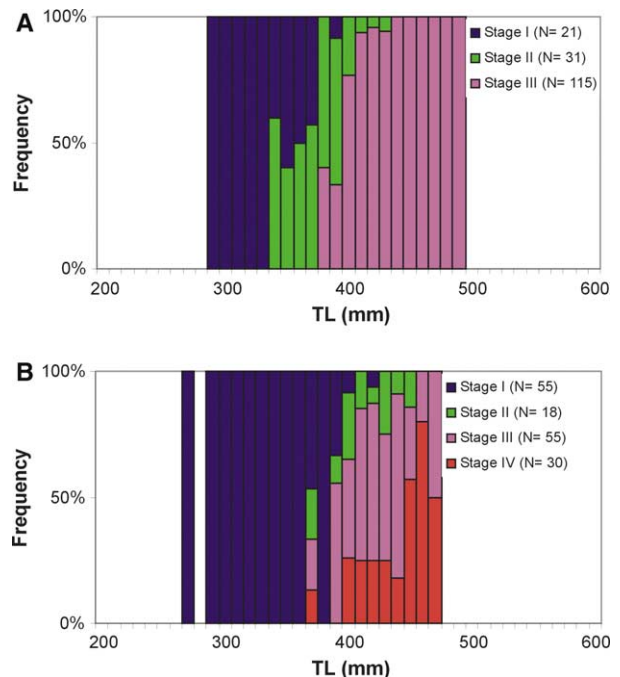 A
100%
50%
0%
Frequency
Stage I (N= 21)
Stage II (N= 31)
Stage III (N= 115)
200 300 400 500 600
TL (mm)
B
100%
50%
0%
Frequency
Stage I (N= 55)
Stage II (N= 18)
Stage III (N= 55)
Stage IV (N= 30)
200 300 400 500 600
TL (mm)